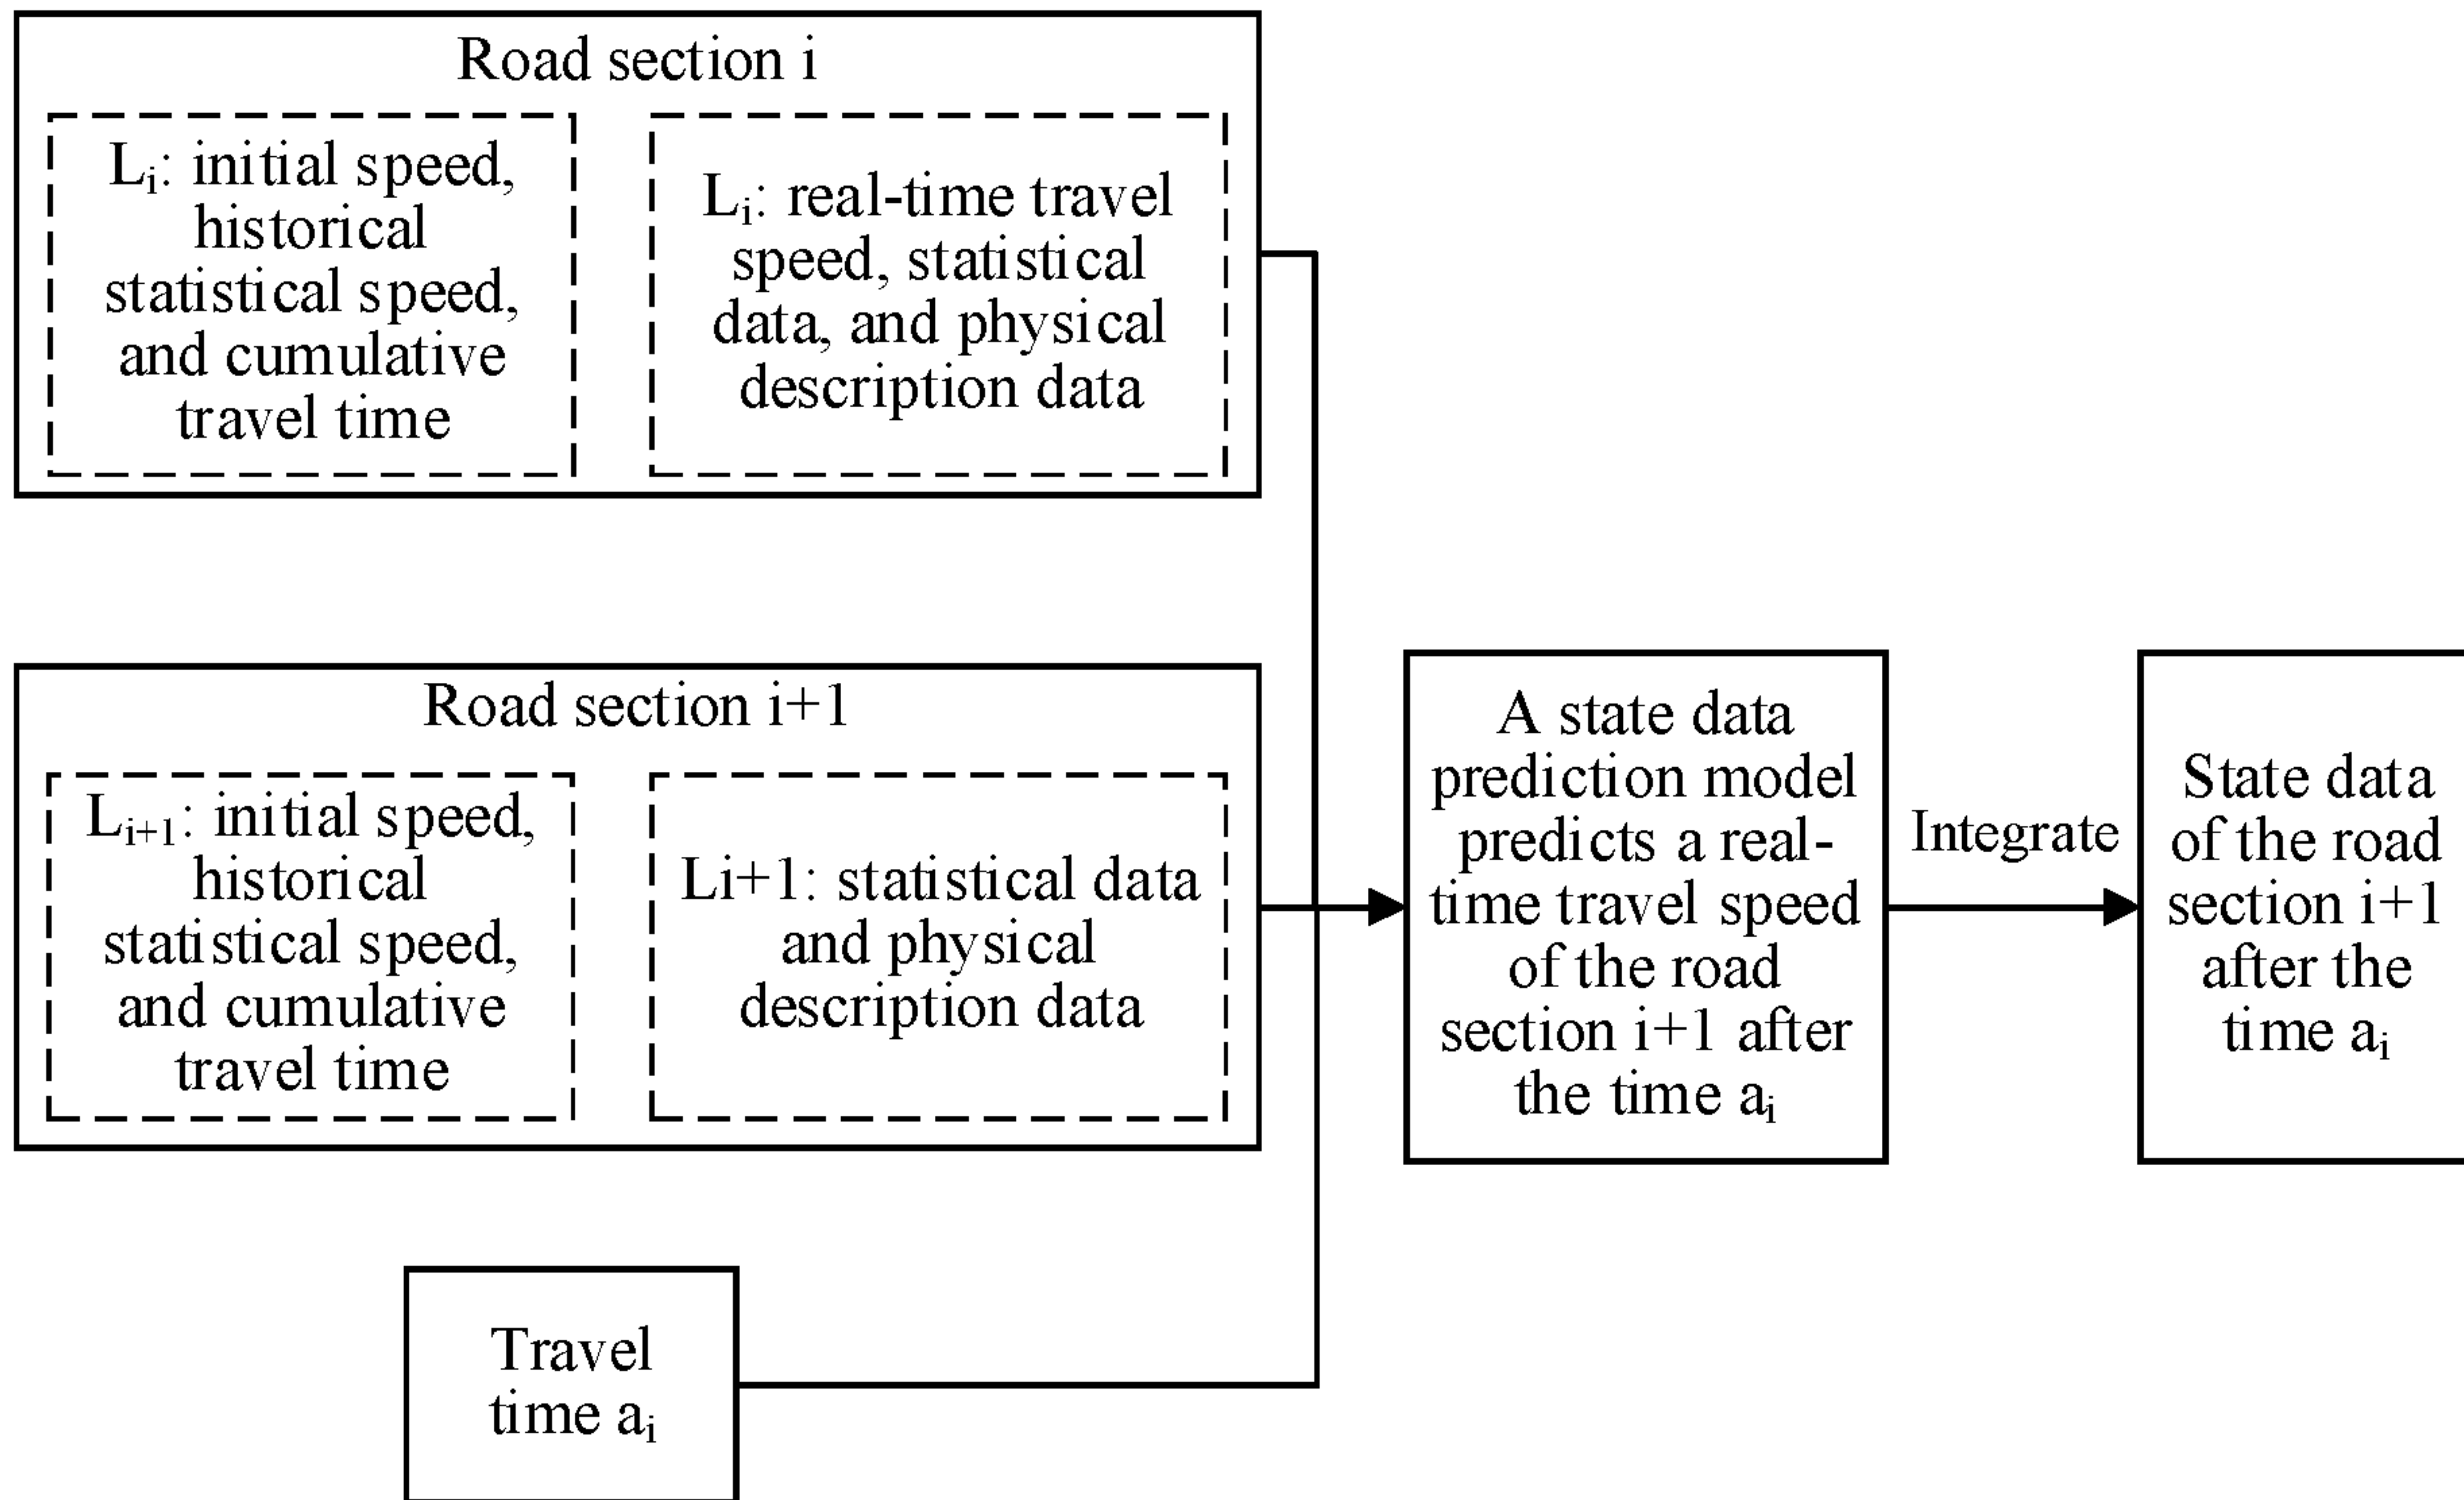 Road section i
Lᵢ: initial speed,
historical
statistical speed,
and cumulative
travel time
Lᵢ: real-time travel
speed, statistical
data, and physical
description data
Road section i+1
Lᵢ₊₁: initial speed,
historical
statistical speed,
and cumulative
travel time
Li+1: statistical data
and physical
description data
Travel
time aᵢ
A state data
prediction model
predicts a real-
time travel speed
of the road
section i+1 after
the time aᵢ
Integrate
State data
of the road
section i+1
after the
time aᵢ